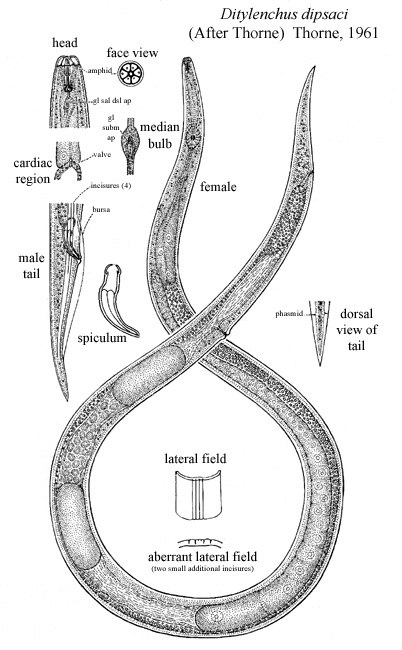 Ditylenchus dipsaci
(After Thorne) Thorne, 1961
head
face view
amphid
gl sal dsl ap
gl
subm
ap
median
bulb
valve
cardiac
region
incisures (4)
bursa
female
male
tail
spiculum
phasmid
dorsal
view of
tail
lateral field
aberrant lateral field
(two small additional incisures)